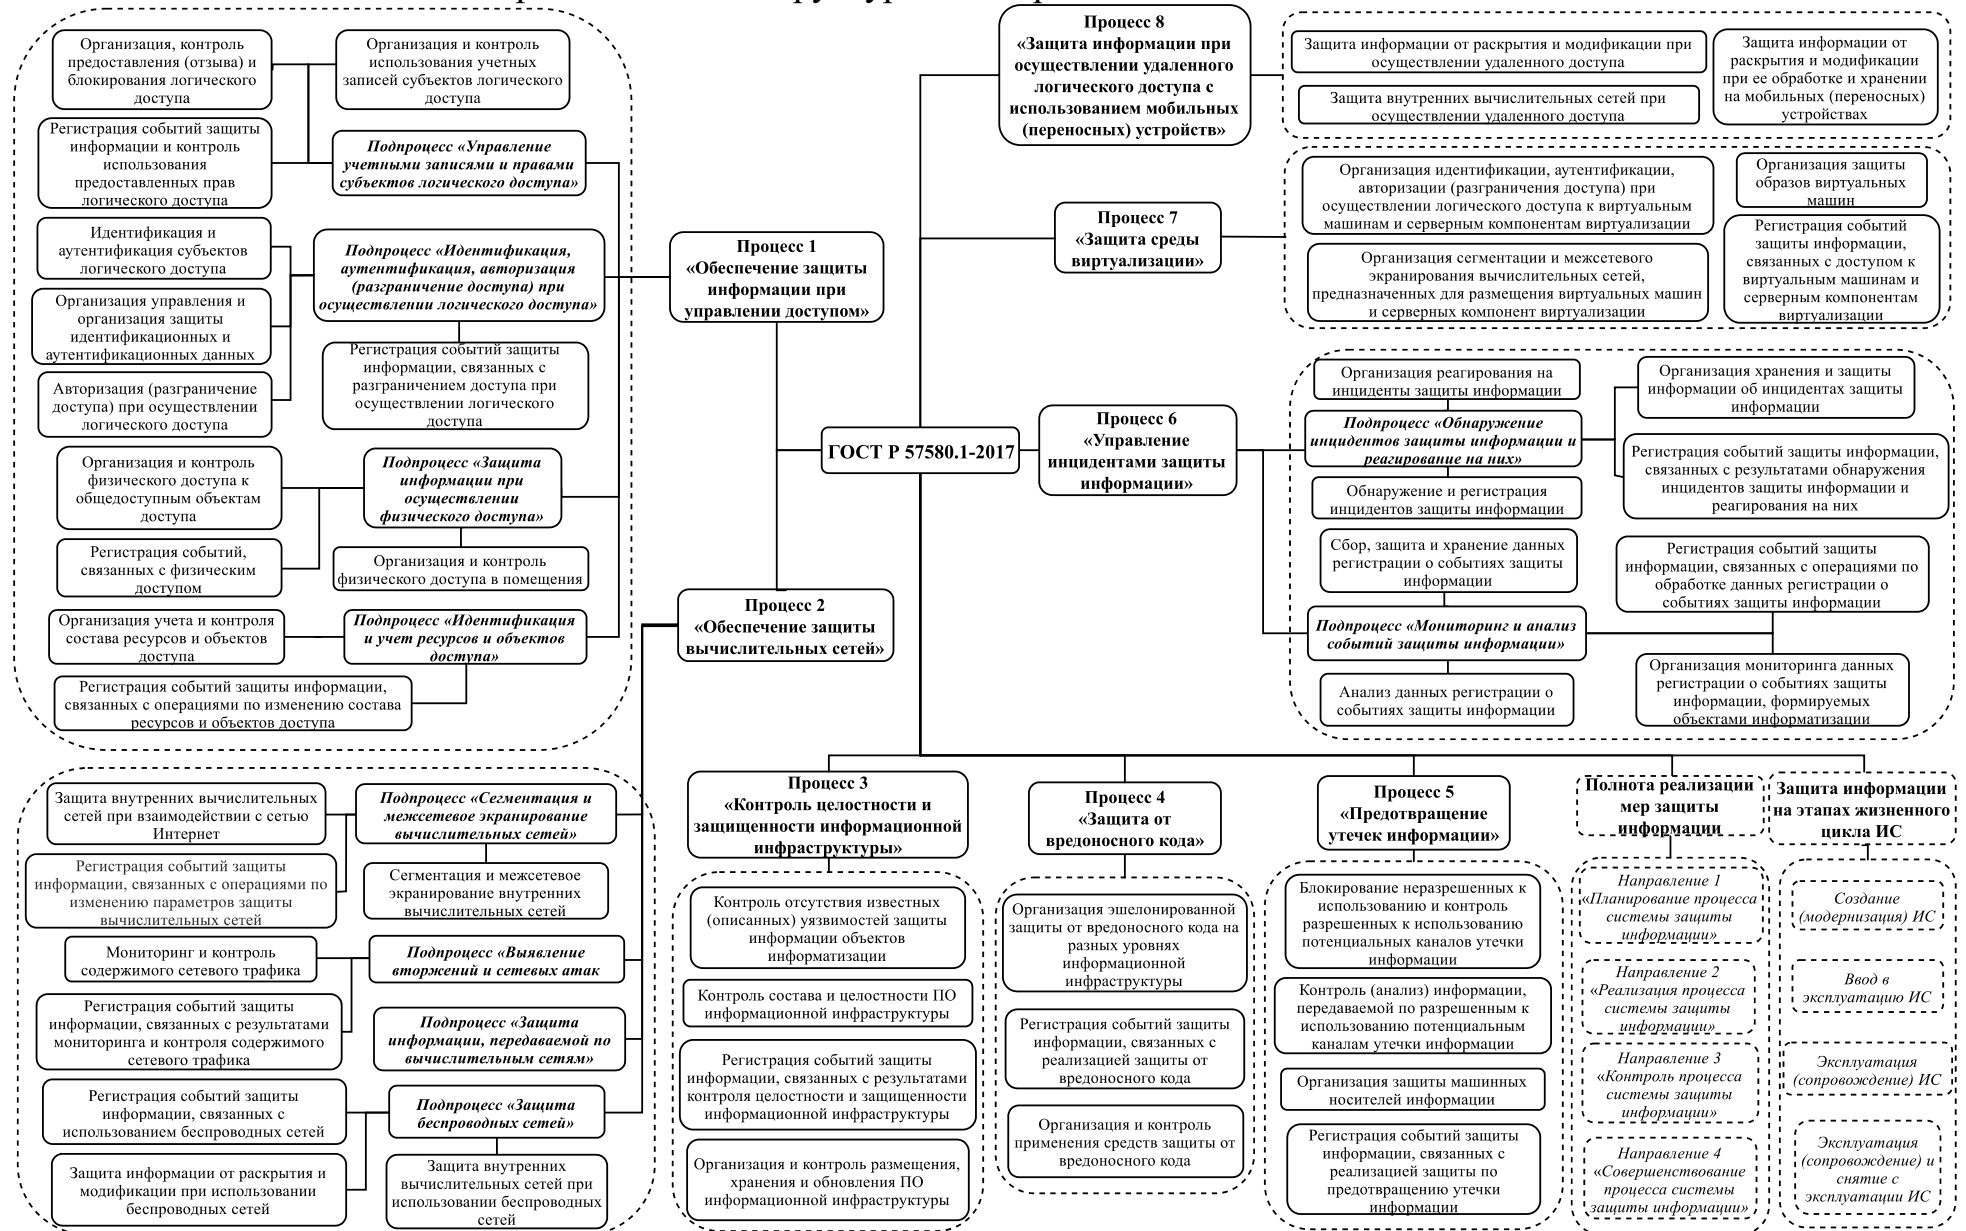 Организация, контроль
предоставления (отзыва) и
блокирования логического
доступа
Организация и контроль
использования учетных
записей субъектов логического
доступа
Регистрация событий защиты
информации и контроль
использования
предоставленных прав
логического доступа
Подпроцесс «Управление
учетными записями и правами
субъектов логического доступа»
Идентификация и
аутентификация субъектов
логического доступа
Подпроцесс «Идентификация,
аутентификация, авторизация
(разграничение доступа) при
осуществлении логического доступа»
Организация управления и
организация защиты
идентификационных и
аутентификационных данных
Регистрация событий защиты
информации, связанных с
разграничением доступа при
осуществлении логического
доступа
Авторизация (разграничение
доступа) при осуществлении
логического доступа
Организация и контроль
физического доступа к
общедоступным объектам
доступа
Подпроцесс «Защита
информации при
осуществлении
физического доступа»
Регистрация событий,
связанных с физическим
доступом
Организация и контроль
физического доступа в помещения
Организация учета и контроля
состава ресурсов и объектов
доступа
Подпроцесс «Идентификация
и учет ресурсов и объектов
доступа»
Регистрация событий защиты информации,
связанных с операциями по изменению состава
ресурсов и объектов доступа
Процесс 1
«Обеспечение защиты
информации при
управлении доступом»
ГОСТ Р 57580.1-2017
Процесс 2
«Обеспечение защиты
вычислительных сетей»
Процесс 8
«Защита информации при
осуществлении удаленного
логического доступа с
использованием мобильных
(переносных) устройств»
Защита информации от раскрытия и модификации при
осуществлении удаленного доступа
Защита внутренних вычислительных сетей при
осуществлении удаленного доступа
Защита информации от
раскрытия и модификации
при ее обработке и хранении
на мобильных (переносных)
устройствах
Процесс 7
«Защита среды
виртуализации»
Организация идентификации, аутентификации,
авторизации (разграничения доступа) при
осуществлении логического доступа к виртуальным
машинам и серверным компонентам виртуализации
Организация защиты
образов виртуальных
машин
Организация сегментации и межсетевого
экранирования вычислительных сетей,
предназначенных для размещения виртуальных машин
и серверных компонент виртуализации
Регистрация событий
защиты информации,
связанных с доступом к
виртуальным машинам и
серверным компонентам
виртуализации
Процесс 6
«Управление
инцидентами защиты
информации»
Организация реагирования на
инциденты защиты информации
Подпроцесс «Обнаружение
инцидентов защиты информации и
реагирование на них»
Обнаружение и регистрация
инцидентов защиты информации
Организация хранения и защиты
информации об инцидентах защиты
информации
Регистрация событий защиты информации,
связанных с результатами обнаружения
инцидентов защиты информации и
реагирования на них
Сбор, защита и хранение данных
регистрации о событиях защиты
информации
Подпроцесс «Мониторинг и анализ
событий защиты информации»
Анализ данных регистрации о
событиях защиты информации
Регистрация событий защиты
информации, связанных с операциями по
обработке данных регистрации о
событиях защиты информации
Организация мониторинга данных
регистрации о событиях защиты
информации, формируемых
объектами информатизации
Защита внутренних вычислительных
сетей при взаимодействии с сетью
Интернет
Подпроцесс «Сегментация и
межсетевое экранирование
вычислительных сетей»
Регистрация событий защиты
информации, связанных с операциями по
изменению параметров защиты
вычислительных сетей
Сегментация и межсетевое
экранирование внутренних
вычислительных сетей
Мониторинг и контроль
содержимого сетевого трафика
Подпроцесс «Выявление
вторжений и сетевых атак
Регистрация событий защиты
информации, связанных с результатами
мониторинга и контроля содержимого
сетевого трафика
Подпроцесс «Защита
информации, передаваемой по
вычислительным сетям»
Регистрация событий защиты
информации, связанных с
использованием беспроводных сетей
Подпроцесс «Защита
беспроводных сетей»
Защита информации от раскрытия и
модификации при использовании
беспроводных сетей
Защита внутренних
вычислительных сетей при
использовании беспроводных
сетей
Процесс 3
«Контроль целостности и
защищенности информационной
инфраструктуры»
Контроль отсутствия известных
(описанных) уязвимостей защиты
информации объектов
информатизации
Контроль состава и целостности ПО
информационной инфраструктуры
Регистрация событий защиты
информации, связанных с результатами
контроля целостности и защищенности
информационной инфраструктуры
Организация и контроль размещения,
хранения и обновления ПО
информационной инфраструктуры
Процесс 4
«Защита от
вредоносного кода»
Организация эшелонированной
защиты от вредоносного кода на
разных уровнях
информационной
инфраструктуры
Регистрация событий защиты
информации, связанных с
реализацией защиты от
вредоносного кода
Организация и контроль
применения средств защиты от
вредоносного кода
Процесс 5
«Предотвращение
утечек информации»
Блокирование неразрешенных к
использованию и контроль
разрешенных к использованию
потенциальных каналов утечки
информации
Контроль (анализ) информации,
передаваемой по разрешенным к
использованию потенциальным
каналам утечки информации
Организация защиты машинных
носителей информации
Регистрация событий защиты
информации, связанных с
реализацией защиты по
предотвращению утечки
информации
Полнота реализации
мер защиты
информации
Направление 1
«Планирование процесса
системы защиты
информации»
Направление 2
«Реализация процесса
системы защиты
информации»
Направление 3
«Контроль процесса
системы защиты
информации»
Направление 4
«Совершенствование
процесса системы
защиты информации»
Защита информации
на этапах жизненного
цикла ИС
Создание
(модернизация) ИС
Ввод в
эксплуатацию ИС
Эксплуатация
(сопровождение) ИС
Эксплуатация
(сопровождение) и
снятие с
эксплуатации ИС